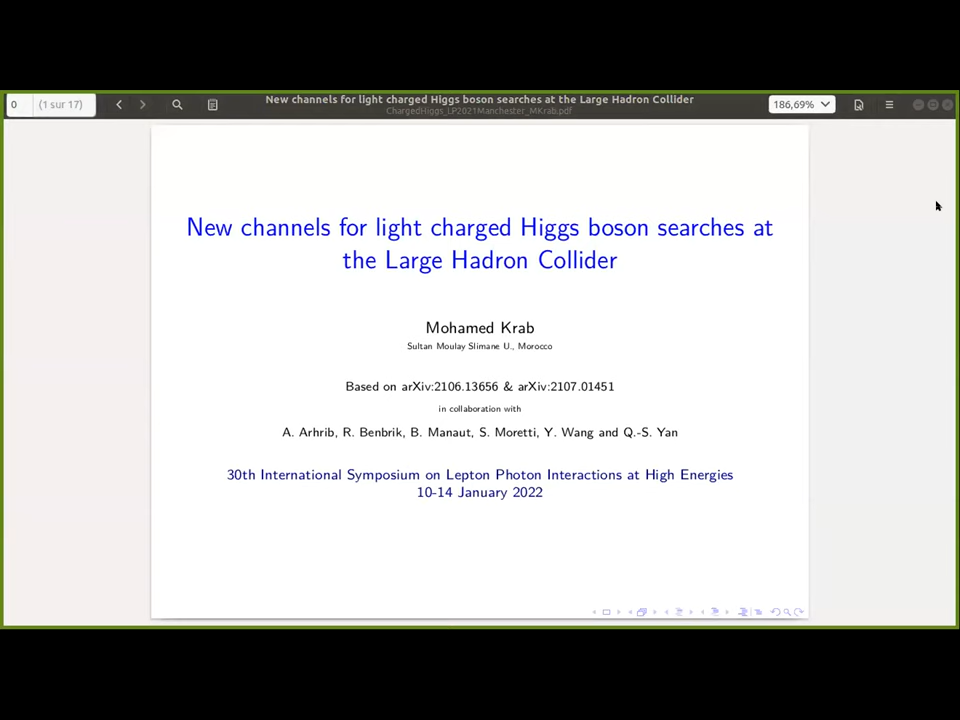 0 (1 sur 17) New channels for light charged Higgs boson searches at the Large Hadron Collider 186,69%
ChargedHiggs_LP2021Manchester_MKrab.pdf
New channels for light charged Higgs boson searches at
the Large Hadron Collider
Mohamed Krab
Sultan Moulay Slimane U., Morocco
Based on arXiv:2106.13656 & arXiv:2107.01451
in collaboration with
A. Arhrib, R. Benbrik, B. Manaut, S. Moretti, Y. Wang and Q.-S. Yan
30th International Symposium on Lepton Photon Interactions at High Energies
10-14 January 2022